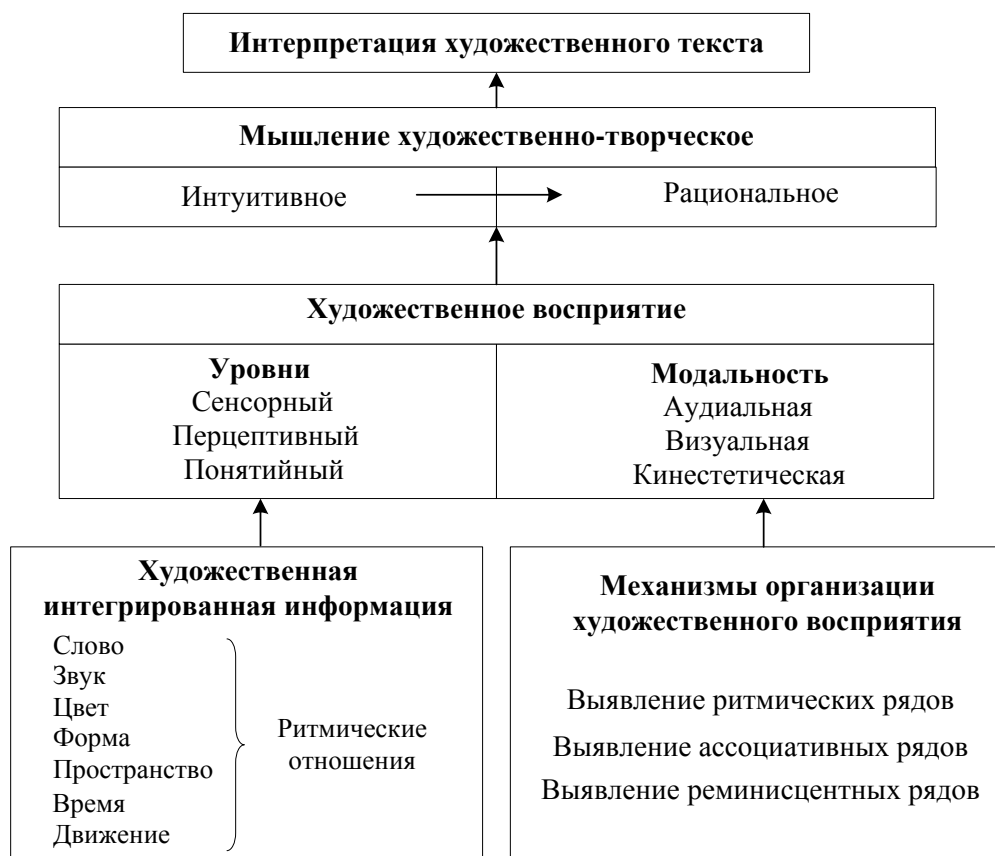 Интерпретация художественного текста
Мышление художественно-творческое
Интуитивное
Рациональное
Художественное восприятие
Уровни
Сенсорный
Перцептивный
Понятийный
Модальность
Аудиальная
Визуальная
Кинестетическая
Художественная
интегрированная информация
Слово
Звук
Цвет
Форма
Пространство
Время
Движение
Ритмические
отношения
Механизмы организации
художественного восприятия
Выявление ритмических рядов
Выявление ассоциативных рядов
Выявление реминисцентных рядов